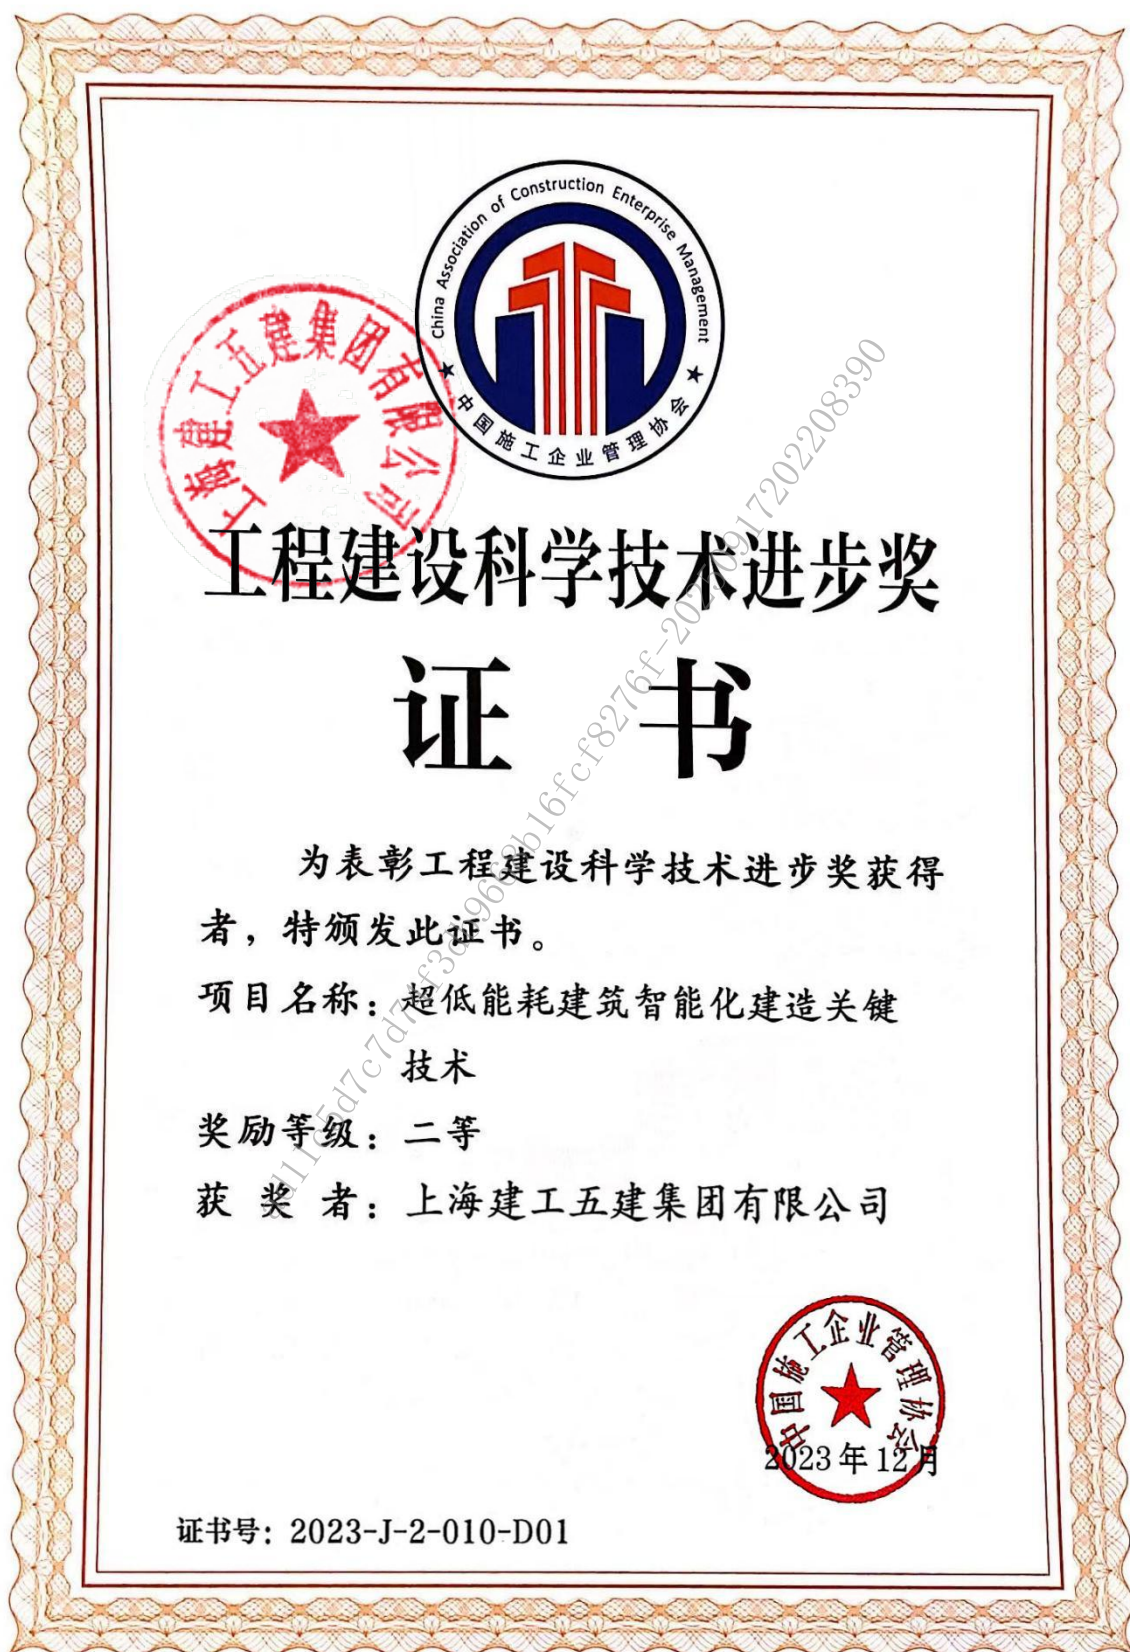 China Association of Construction Enterprise Management
中国施工企业管理协会
上海建工五建集团有限公司
工程建设科学技术进步奖
证 书
为表彰工程建设科学技术进步奖获得
者，特颁发此证书。
项目名称：超低能耗建筑智能化建造关键
技术
奖励等级：二等
获 奖 者：上海建工五建集团有限公司
中国施工企业管理协会
2023年12月
证书号：2023-J-2-010-D01